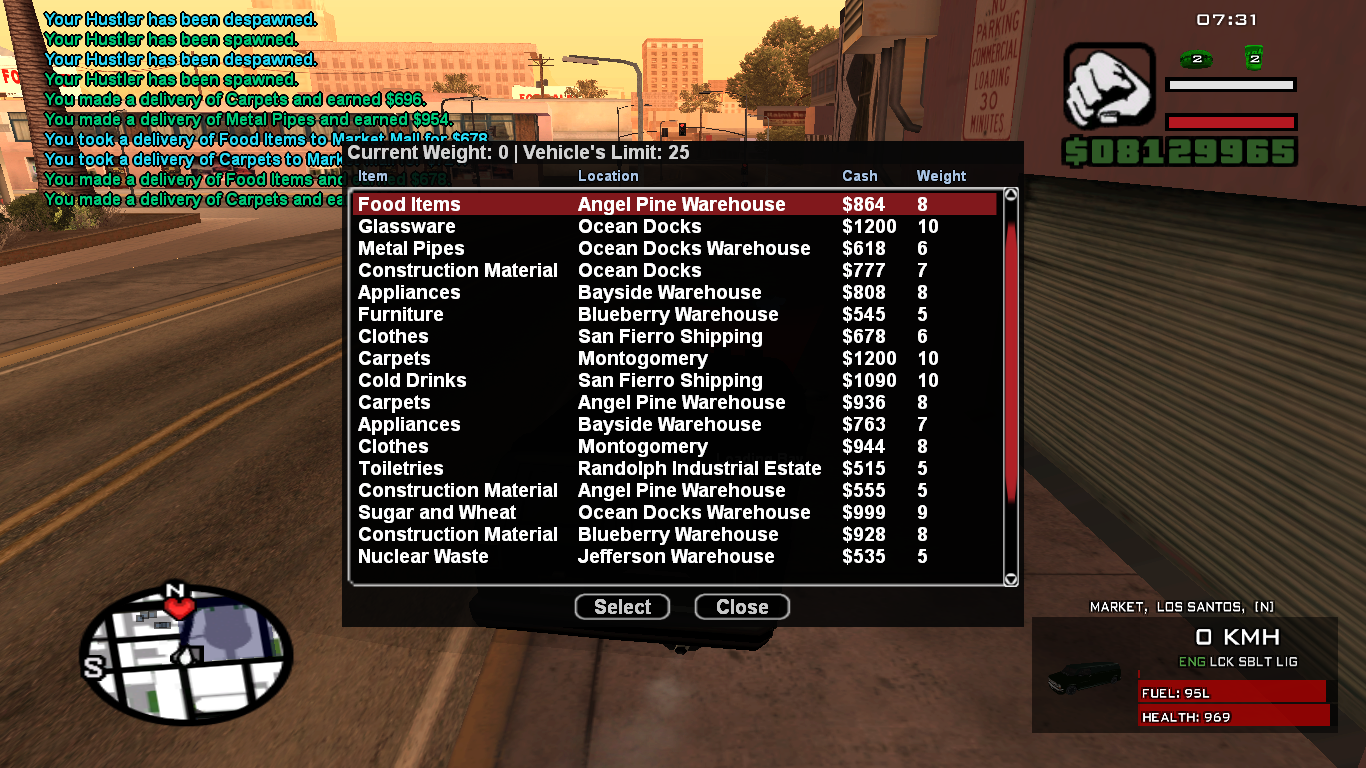 Your Hustler has been despawned.
Your Hustler has been spawned.
Your Hustler has been despawned.
Your Hustler has been spawned.
You made a delivery of Carpets and earned $696.
You made a delivery of Metal Pipes and earned $954.
You took a delivery of Food Items to Market Mall for $678
You took a delivery of Carpets to Mark
You made a delivery of Food Items and earned $678.
You made a delivery of Carpets and ea
NO PARKING
COMMERCIAL
LOADING
30
MINUTES
07:31
2 2
$08129965
Current Weight: 0 | Vehicle's Limit: 25
Item Location Cash Weight
Food Items Angel Pine Warehouse $864 8
Glassware Ocean Docks $1200 10
Metal Pipes Ocean Docks Warehouse $618 6
Construction Material Ocean Docks $777 7
Appliances Bayside Warehouse $808 8
Furniture Blueberry Warehouse $545 5
Clothes San Fierro Shipping $678 6
Carpets Montogomery $1200 10
Cold Drinks San Fierro Shipping $1090 10
Carpets Angel Pine Warehouse $936 8
Appliances Bayside Warehouse $763 7
Clothes Montogomery $944 8
Toiletries Randolph Industrial Estate $515 5
Construction Material Angel Pine Warehouse $555 5
Sugar and Wheat Ocean Docks Warehouse $999 9
Construction Material Blueberry Warehouse $928 8
Nuclear Waste Jefferson Warehouse $535 5
Select Close
N
S
MARKET, LOS SANTOS, [N]
0 KMH
ENG LCK SBLT LIG
FUEL: 95L
HEALTH: 969